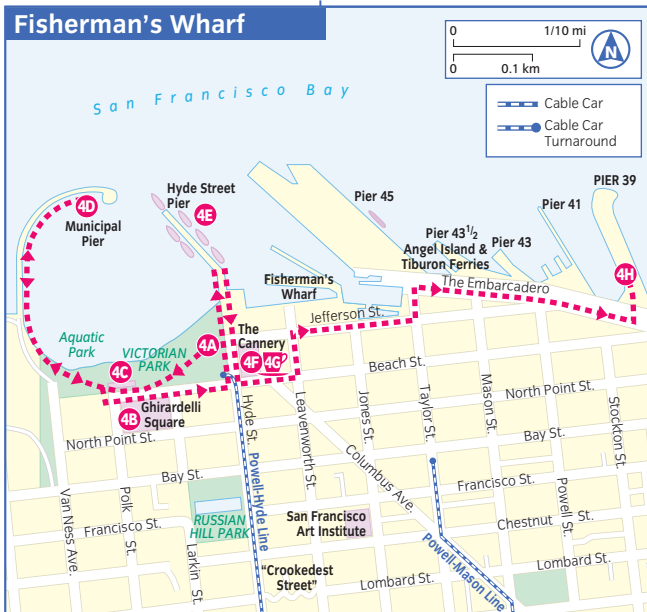 Fisherman's Wharf
0 1/10 mi
0 0.1 km
N
Cable Car
Cable Car
Turnaround
San Francisco Bay
4D
Municipal
Pier
Hyde Street
Pier
4E
Pier 45
PIER 39
Pier 41
Pier 43 1/2
Angel Island &
Tiburon Ferries
Pier 43
4H
The Embarcadero
Fisherman's
Wharf
Jefferson St.
Aquatic
Park
VICTORIAN
PARK
4A
The
Cannery
4F
4G
4C
4B
Ghirardelli
Square
Beach St.
North Point St.
North Point St.
Bay St.
Bay St.
Van Ness Ave.
Polk St.
Larkin St.
Hyde St.
Powell-Hyde Line
Leavenworth St.
Jones St.
Taylor St.
Mason St.
Powell St.
Stockton St.
Columbus Ave.
Francisco St.
Francisco St.
RUSSIAN
HILL PARK
San Francisco
Art Institute
Chestnut St.
Powell-Mason Line
"Crookedest
Street"
Lombard St.
Lombard St.